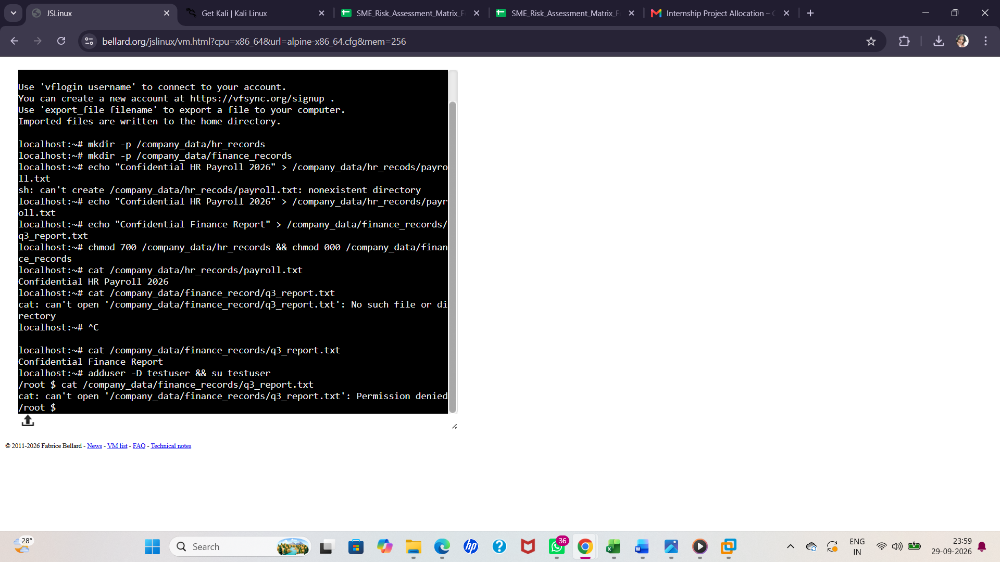 JSLinux
Get Kali | Kali Linux
SME_Risk_Assessment_Matrix_F
SME_Risk_Assessment_Matrix_F
Internship Project Allocation –
bellard.org/jslinux/vm.html?cpu=x86_64&url=alpine-x86_64.cfg&mem=256
Use 'vflogin username' to connect to your account.
You can create a new account at https://vfsync.org/signup .
Use 'export_file filename' to export a file to your computer.
Imported files are written to the home directory.
localhost:~# mkdir -p /company_data/hr_records
localhost:~# mkdir -p /company_data/finance_records
localhost:~# echo "Confidential HR Payroll 2026" > /company_data/hr_recods/payro
ll.txt
sh: can't create /company_data/hr_recods/payroll.txt: nonexistent directory
localhost:~# echo "Confidential HR Payroll 2026" > /company_data/hr_records/payr
oll.txt
localhost:~# echo "Confidential Finance Report" > /company_data/finance_records/
q3_report.txt
localhost:~# chmod 700 /company_data/hr_records && chmod 000 /company_data/finan
ce_records
localhost:~# cat /company_data/hr_records/payroll.txt
Confidential HR Payroll 2026
localhost:~# cat /company_data/finance_record/q3_report.txt
cat: can't open '/company_data/finance_record/q3_report.txt': No such file or di
rectory
localhost:~# ^C
localhost:~# cat /company_data/finance_records/q3_report.txt
Confidential Finance Report
localhost:~# adduser -D testuser && su testuser
/root $ cat /company_data/finance_records/q3_report.txt
cat: can't open '/company_data/finance_records/q3_report.txt': Permission denied
/root $
© 2011-2026 Fabrice Bellard - News - VM list - FAQ - Technical notes
28°
Search
hp
36
ENG
IN
23:59
29-09-2026